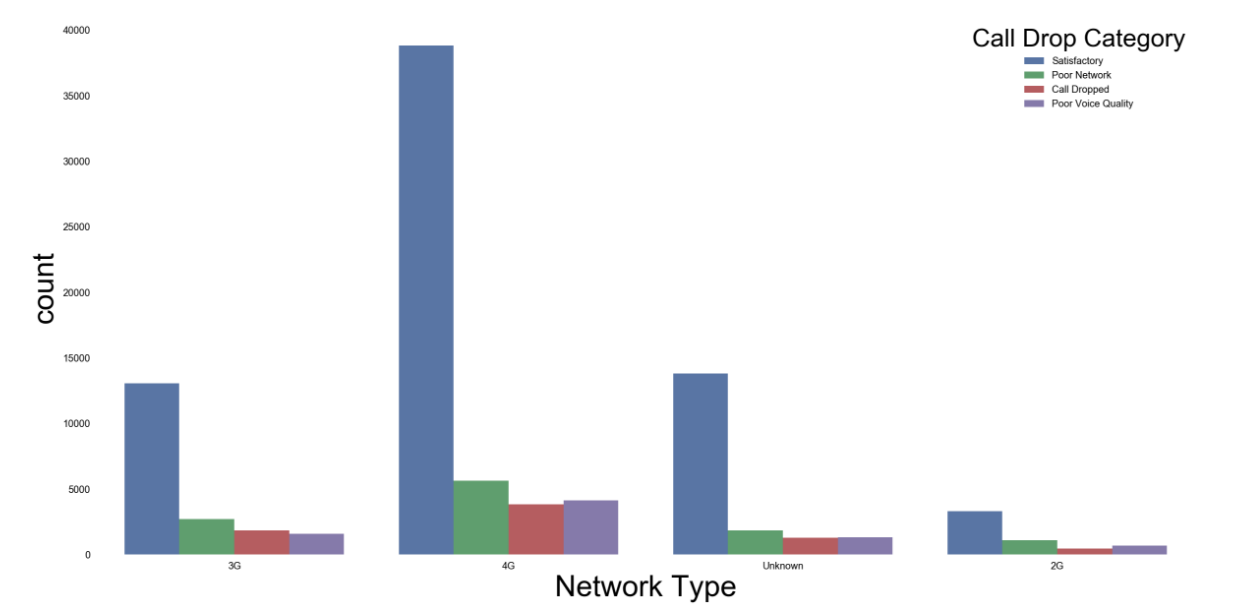 Call Drop Category
Satisfactory
Poor Network
Call Dropped
Poor Voice Quality
40000
35000
30000
25000
20000
15000
10000
5000
0
count
3G
4G
Unknown
2G
Network Type